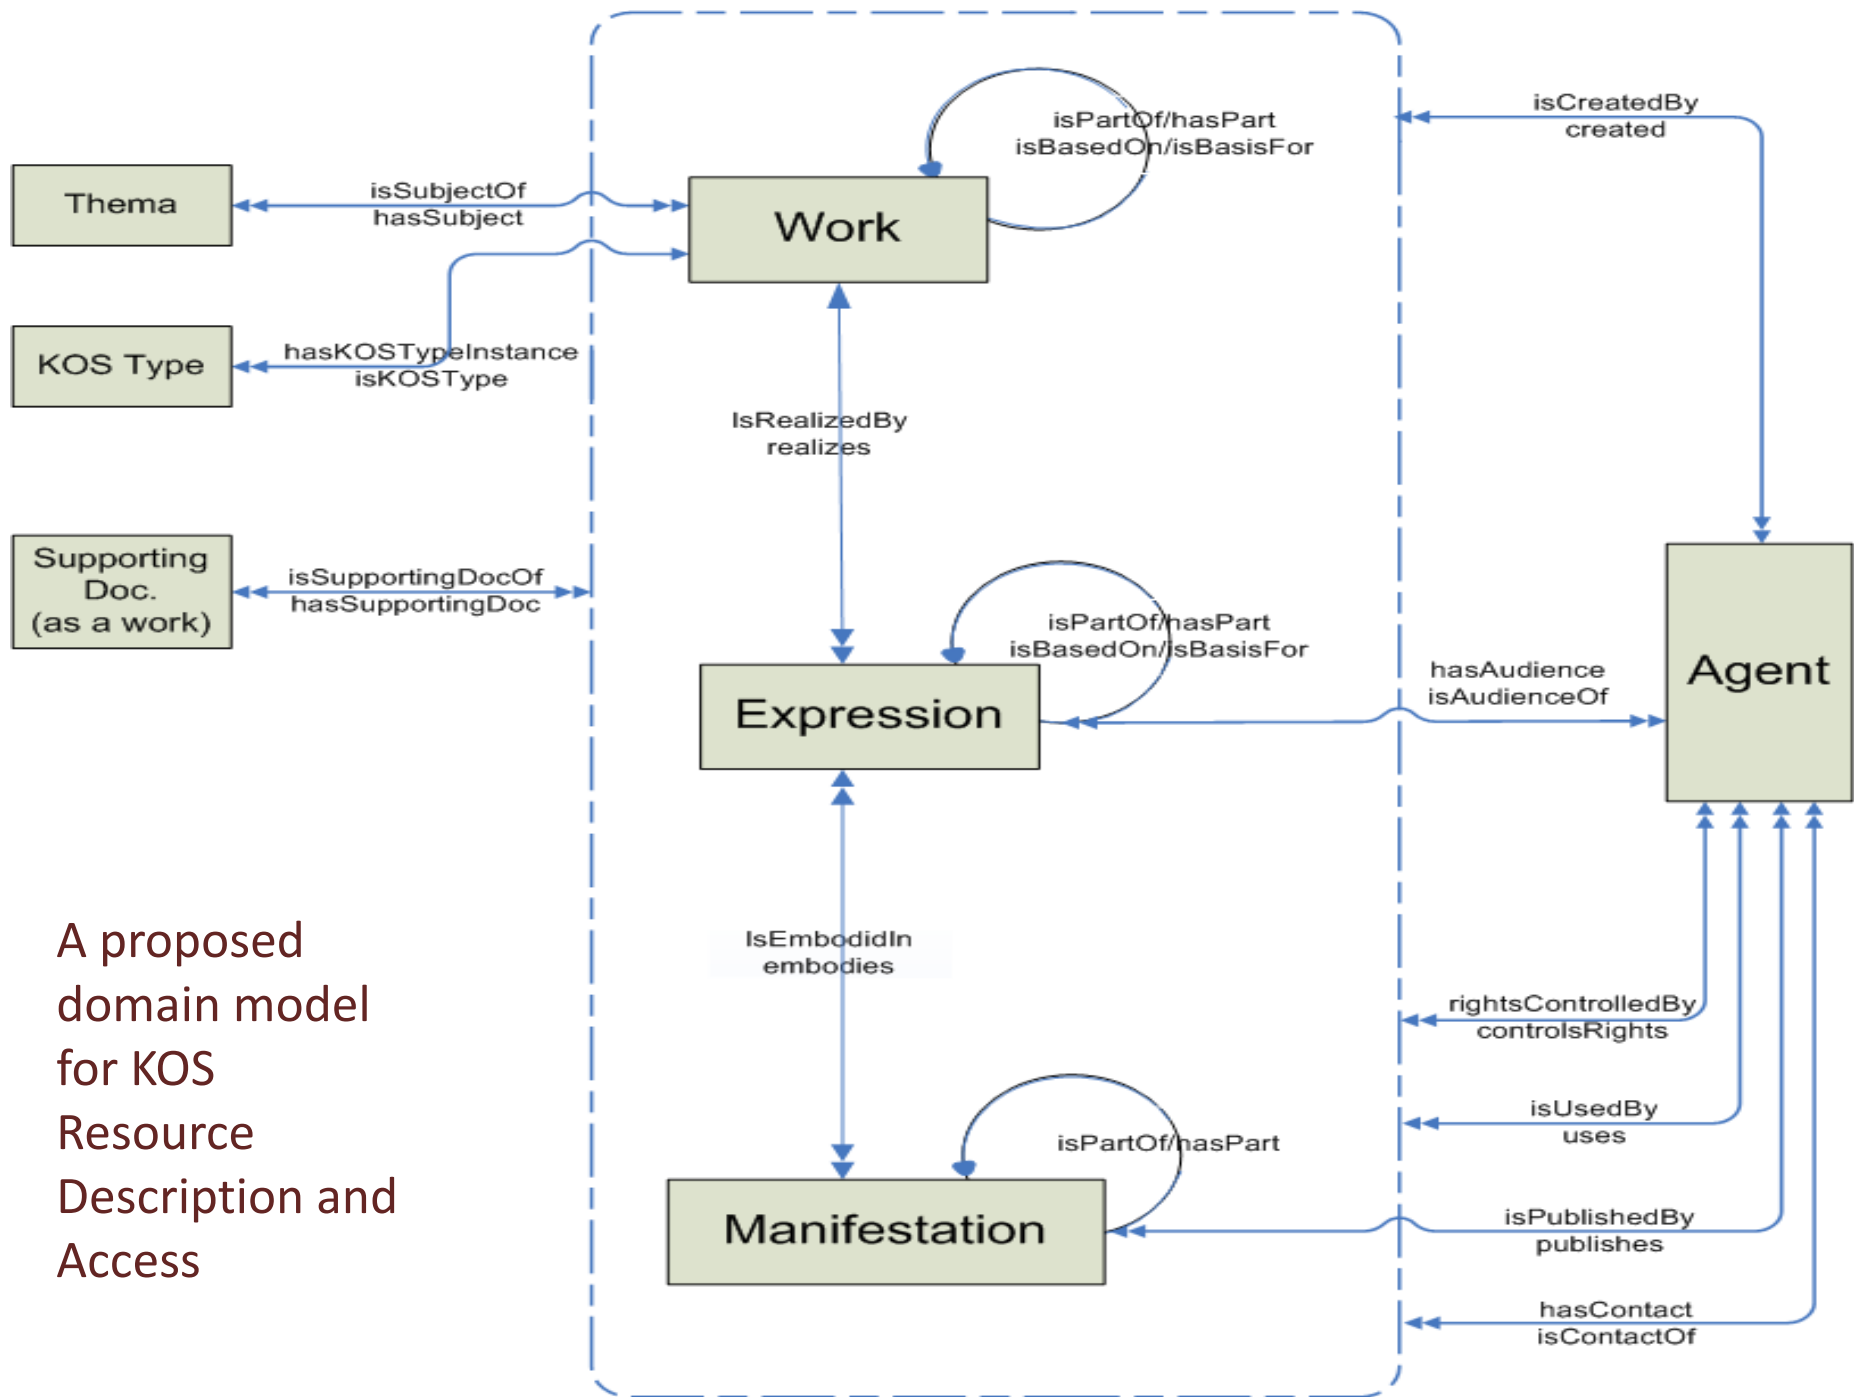 isPartOf/hasPart
isBasedOn/isBasisFor
isCreatedBy
created
Thema
isSubjectOf
hasSubject
Work
KOS Type
hasKOSTypeInstance
isKOSType
IsRealizedBy
realizes
Supporting
Doc.
(as a work)
isSupportingDocOf
hasSupportingDoc
isPartOf/hasPart
isBasedOn/isBasisFor
Expression
hasAudience
isAudienceOf
Agent
A proposed
domain model
for KOS
Resource
Description and
Access
IsEmbodidIn
embodies
rightsControlledBy
controlsRights
isUsedBy
uses
isPartOf/hasPart
Manifestation
isPublishedBy
publishes
hasContact
isContactOf